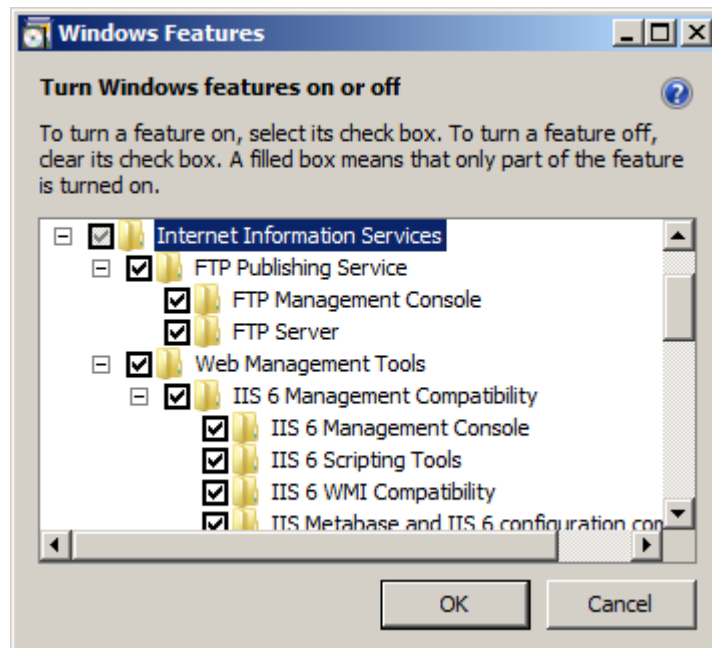 Windows Features
Turn Windows features on or off
To turn a feature on, select its check box. To turn a feature off,
clear its check box. A filled box means that only part of the feature
is turned on.
Internet Information Services
FTP Publishing Service
FTP Management Console
FTP Server
Web Management Tools
IIS 6 Management Compatibility
IIS 6 Management Console
IIS 6 Scripting Tools
IIS 6 WMI Compatibility
IIS Metabase and IIS 6 configuration con
OK Cancel